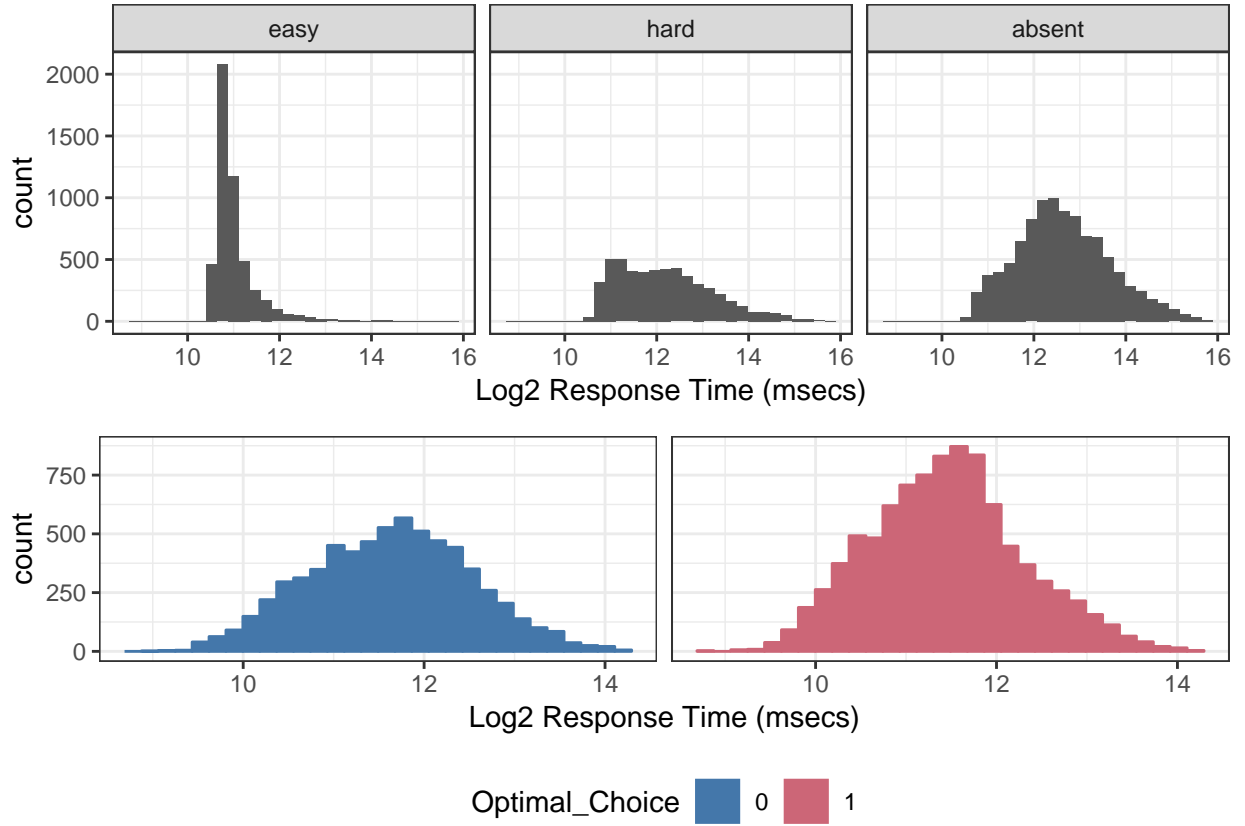 easy hard absent
2000
1500
1000
500
0
count
10 12 14 16 10 12 14 16 10 12 14 16
Log2 Response Time (msecs)
750
500
250
0
count
10 12 14 10 12 14
Log2 Response Time (msecs)
Optimal_Choice 0 1